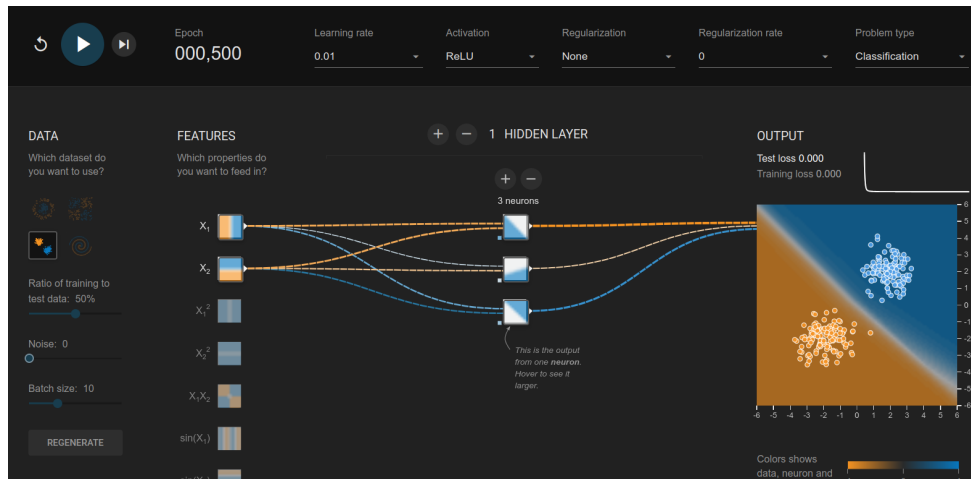 Epoch
000,500
Learning rate
0.01
Activation
ReLU
Regularization
None
Regularization rate
0
Problem type
Classification
DATA
Which dataset do
you want to use?
Ratio of training to
test data: 50%
Noise: 0
Batch size: 10
REGENERATE
FEATURES
Which properties do
you want to feed in?
X₁
X₂
X₁²
X₂²
X₁X₂
sin(X₁)
+ − 1 HIDDEN LAYER
+ −
3 neurons
This is the output
from one neuron.
Hover to see it
larger.
OUTPUT
Test loss 0.000
Training loss 0.000
6
5
4
3
2
1
0
-1
-2
-3
-4
-5
-6
-6 -5 -4 -3 -2 -1 0 1 2 3 4 5 6
Colors shows
data, neuron and